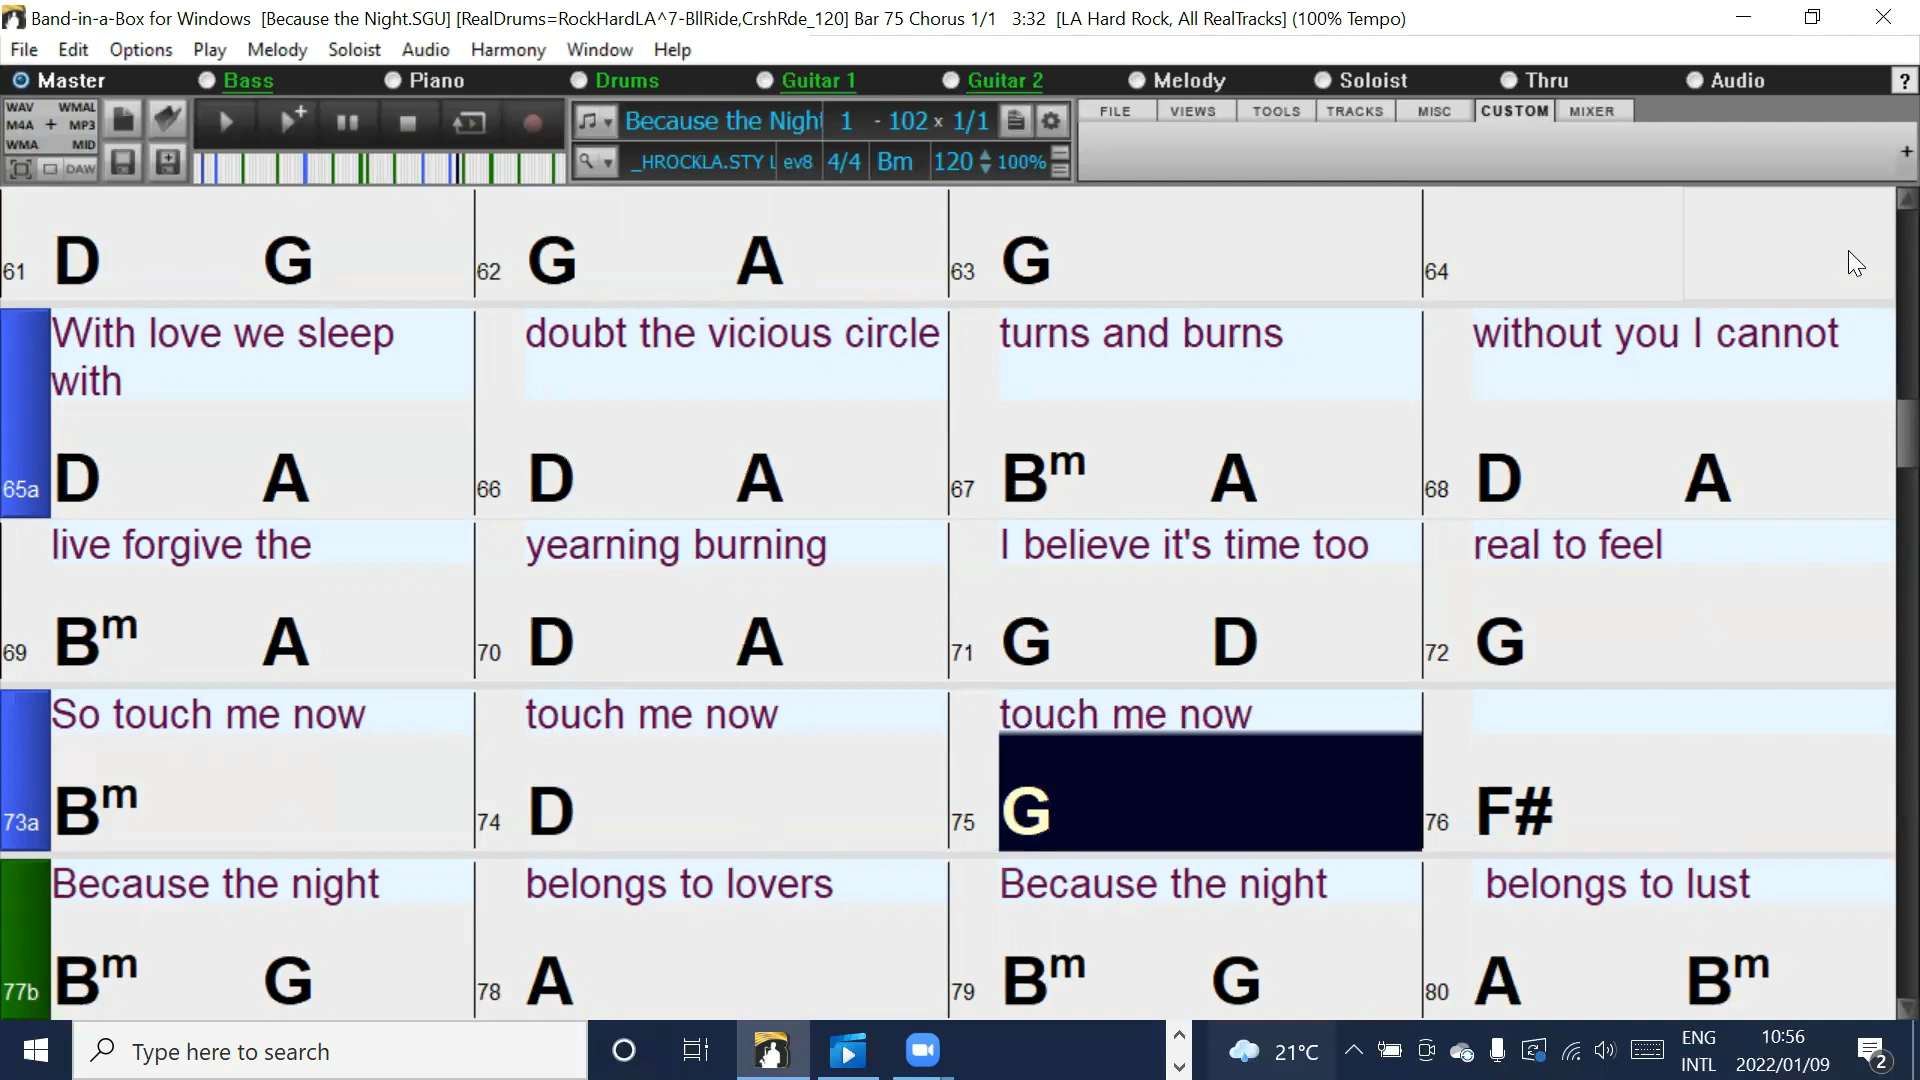 Band-in-a-Box for Windows [Because the Night.SGU] [RealDrums=RockHardLA^7-BllRide,CrshRde_120] Bar 75 Chorus 1/1 3:32 [LA Hard Rock, All RealTracks] (100% Tempo)
File Edit Options Play Melody Soloist Audio Harmony Window Help
Master Bass Piano Drums Guitar 1 Guitar 2 Melody Soloist Thru Audio ?
WAV WMAL
M4A + MP3
WMA MID
DAW
Because the Nigh 1 - 102 x 1/1
_HROCKLA.STY L ev8 4/4 Bm 120 100%
FILE VIEWS TOOLS TRACKS MISC CUSTOM MIXER
+
61 D G 62 G A 63 G 64
With love we sleep with doubt the vicious circle turns and burns without you I cannot
65a D A 66 D A 67 Bm A 68 D A
live forgive the yearning burning I believe it's time too real to feel
69 Bm A 70 D A 71 G D 72 G
So touch me now touch me now touch me now
73a Bm 74 D 75 G 76 F#
Because the night belongs to lovers Because the night belongs to lust
77b Bm G 78 A 79 Bm G 80 A Bm
Type here to search
21°C
ENG
INTL
10:56
2022/01/09
2